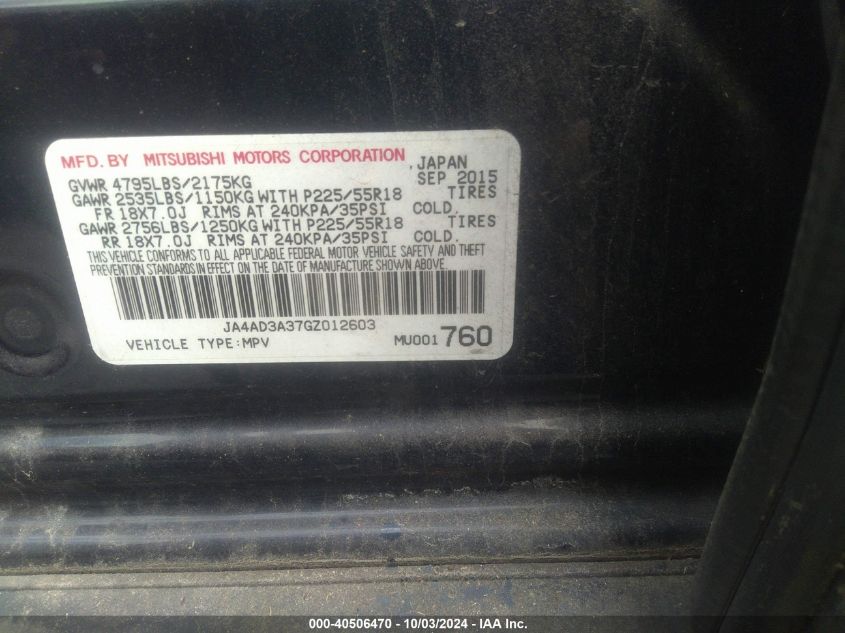 MFD. BY MITSUBISHI MOTORS CORPORATION , JAPAN
GVWR 4795LBS/2175KG SEP 2015
GAWR 2535LBS/1150KG WITH P225/55R18 TIRES
FR 18X7.0J RIMS AT 240KPA/35PSI COLD.
GAWR 2756LBS/1250KG WITH P225/55R18 TIRES
RR 18X7.0J RIMS AT 240KPA/35PSI COLD.
THIS VEHICLE CONFORMS TO ALL APPLICABLE FEDERAL MOTOR VEHICLE SAFETY AND THEFT
PREVENTION STANDARDS IN EFFECT ON THE DATE OF MANUFACTURE SHOWN ABOVE.
JA4AD3A37GZ012603
VEHICLE TYPE:MPV MU001760
000-40506470 - 10/03/2024 - IAA Inc.